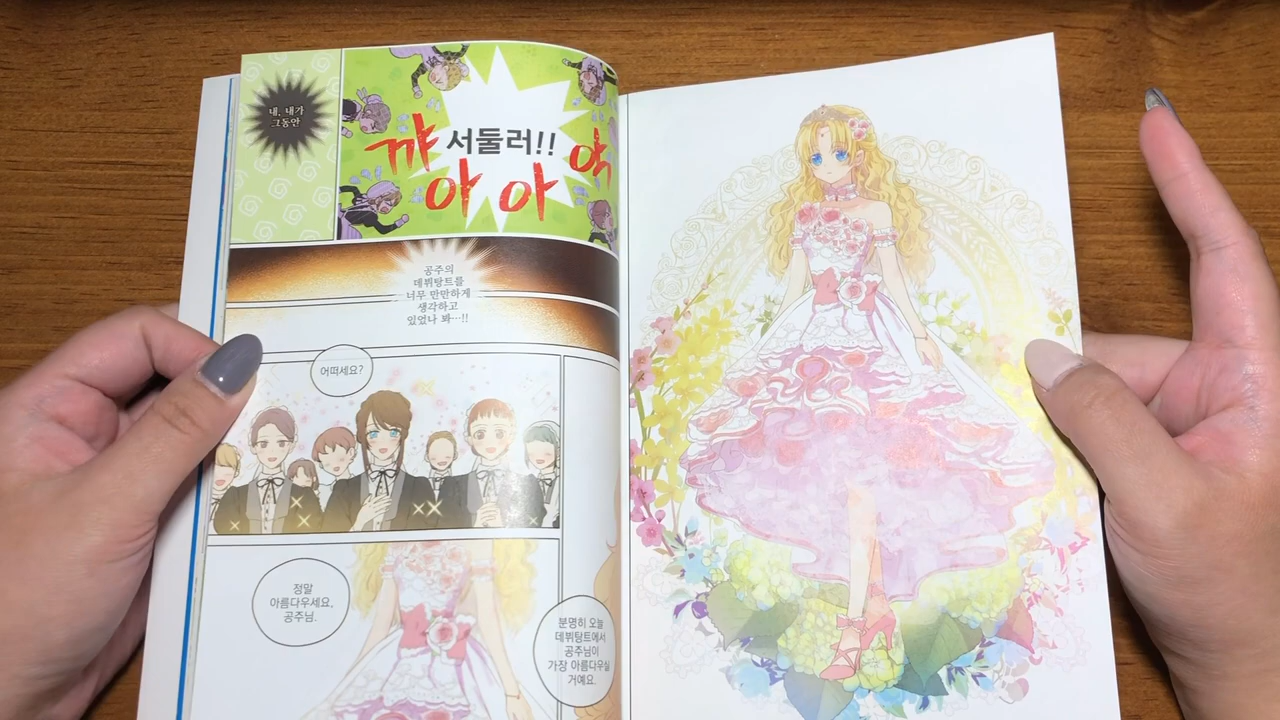 내, 내가
그동안
서둘러!!
꺄아아악
공주의
데뷔탕트를
너무 만만하게
생각하고
있었나 봐…!!
어떠세요?
정말
아름다우세요,
공주님.
분명히 오늘
데뷔탕트에서
공주님이
가장 아름다우실
거예요.